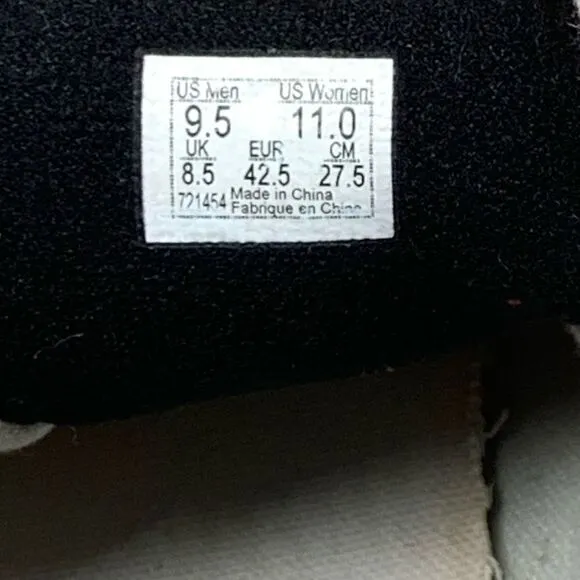 US Men US Women
9.5 11.0
UK EUR CM
8.5 42.5 27.5
721454 Made in China
Fabrique en Chine